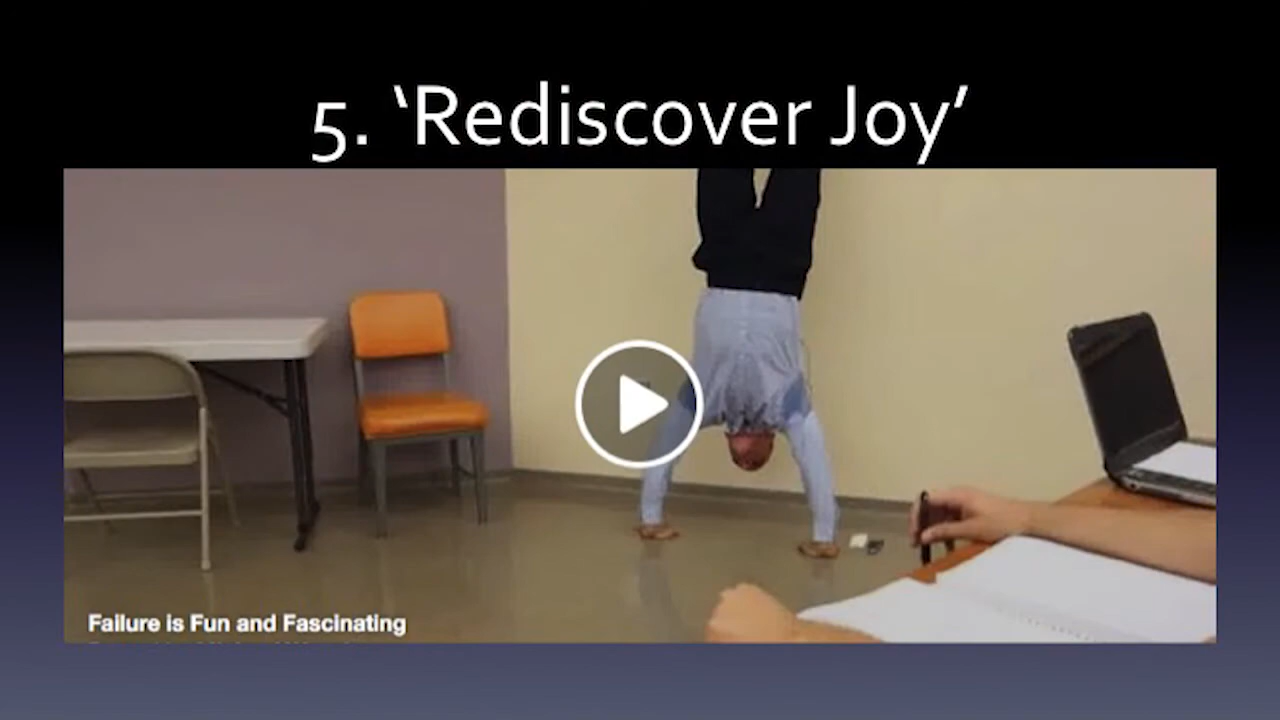 5. ‘Rediscover Joy’
Failure is Fun and Fascinating